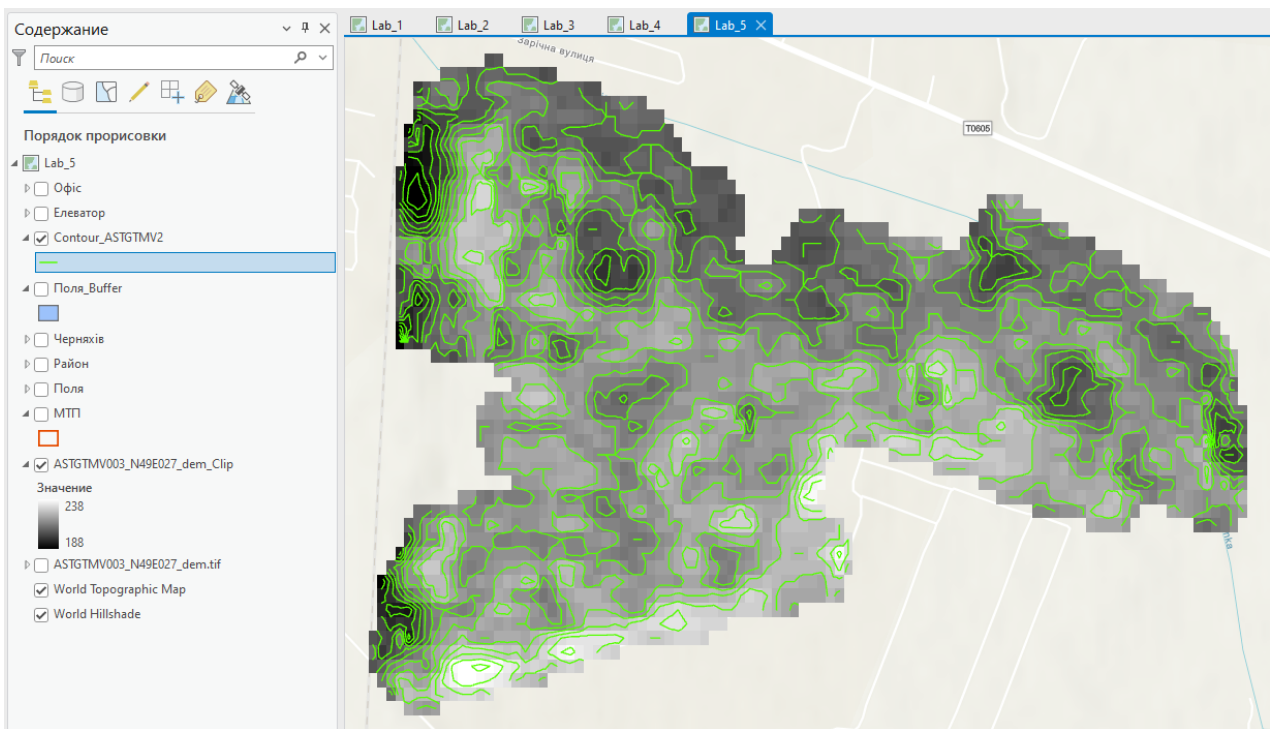 Содержание
Поиск
Порядок прорисовки
Lab_5
Офіс
Елеватор
Contour_ASTGTMV2
Поля_Buffer
Черняхів
Район
Поля
МТП
ASTGTMV003_N49E027_dem_Clip
Значение
238
188
ASTGTMV003_N49E027_dem.tif
World Topographic Map
World Hillshade
Lab_1
Lab_2
Lab_3
Lab_4
Lab_5
Зарічна вулиця
T0605